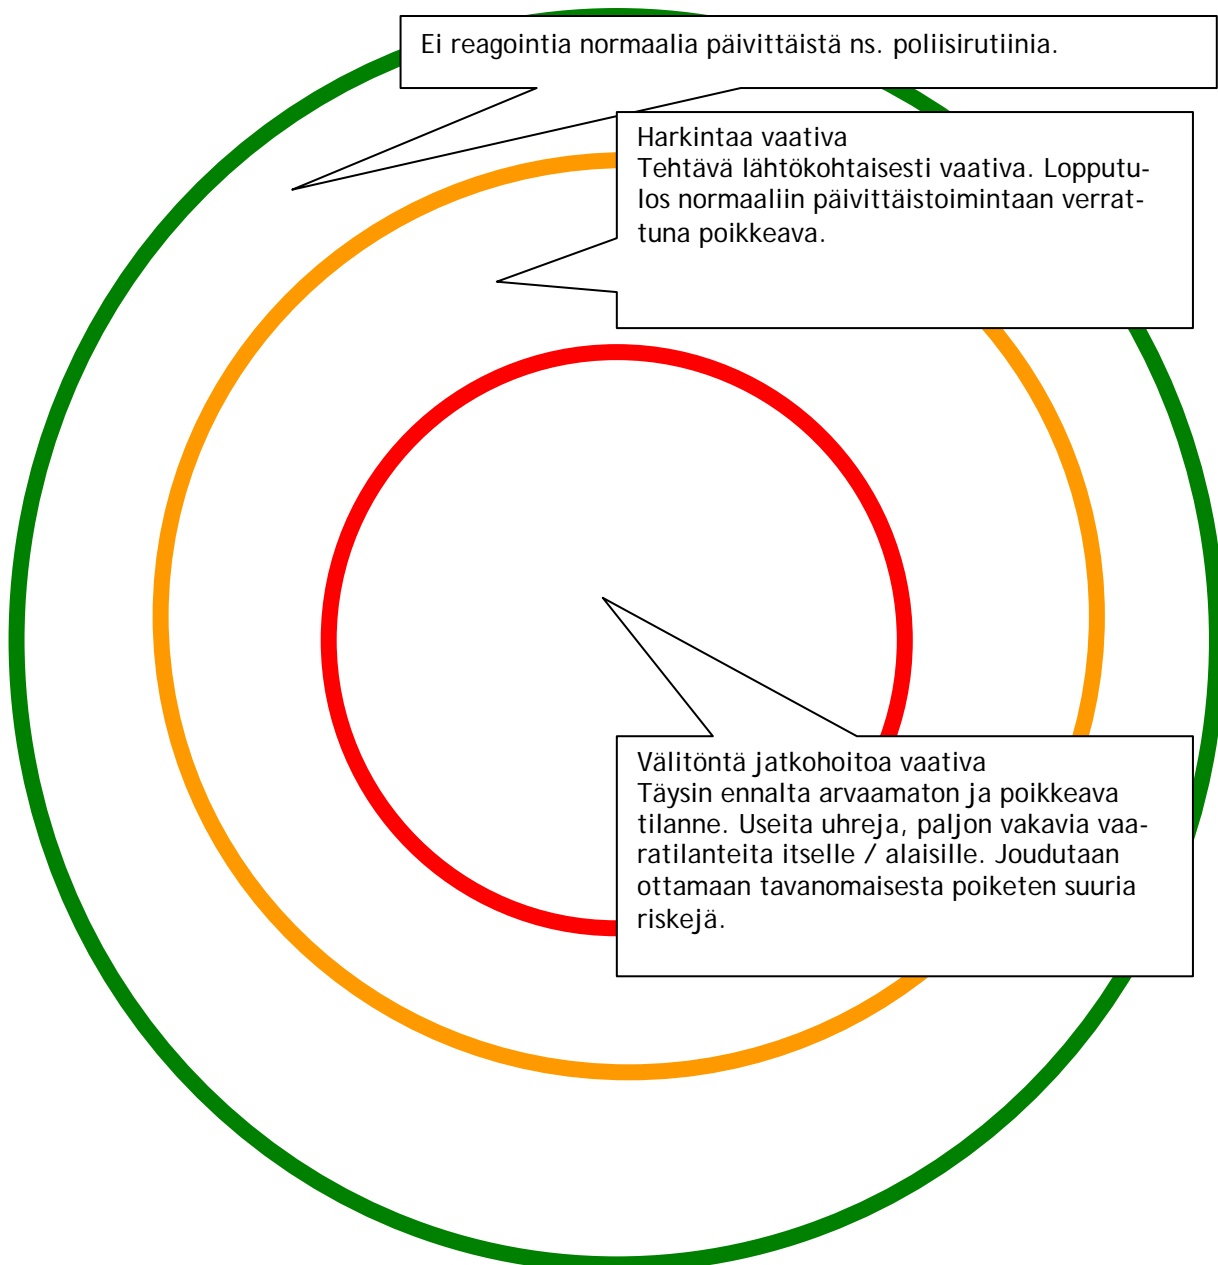 Ei reagointia normaalia päivittäistä ns. poliisirutiinia.
Harkintaa vaativa
Tehtävä lähtökohtaisesti vaativa. Lopputu-
los normaaliin päivittäistoimintaan verrat-
tuna poikkeava.
Välitöntä jatkohoitoa vaativa
Täysin ennalta arvaamaton ja poikkeava
tilanne. Useita uhreja, paljon vakavia vaa-
ratilanteita itselle / alaisille. Joudutaan
ottamaan tavanomaisesta poiketen suuria
riskejä.